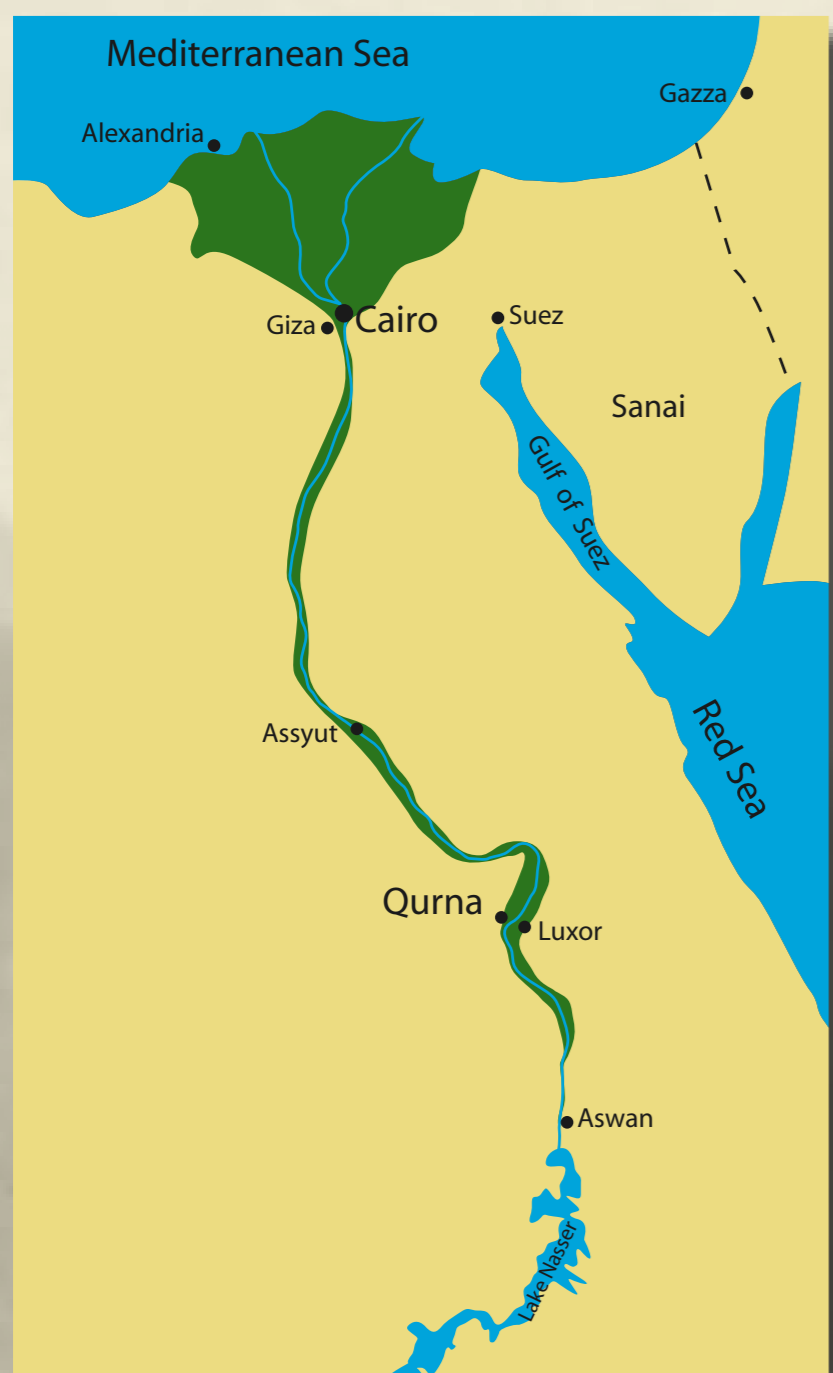 Mediterranean Sea
Gazza
Alexandria
Giza
Cairo
Suez
Sanai
Gulf of Suez
Red Sea
Assyut
Qurna
Luxor
Aswan
Lake Nasser